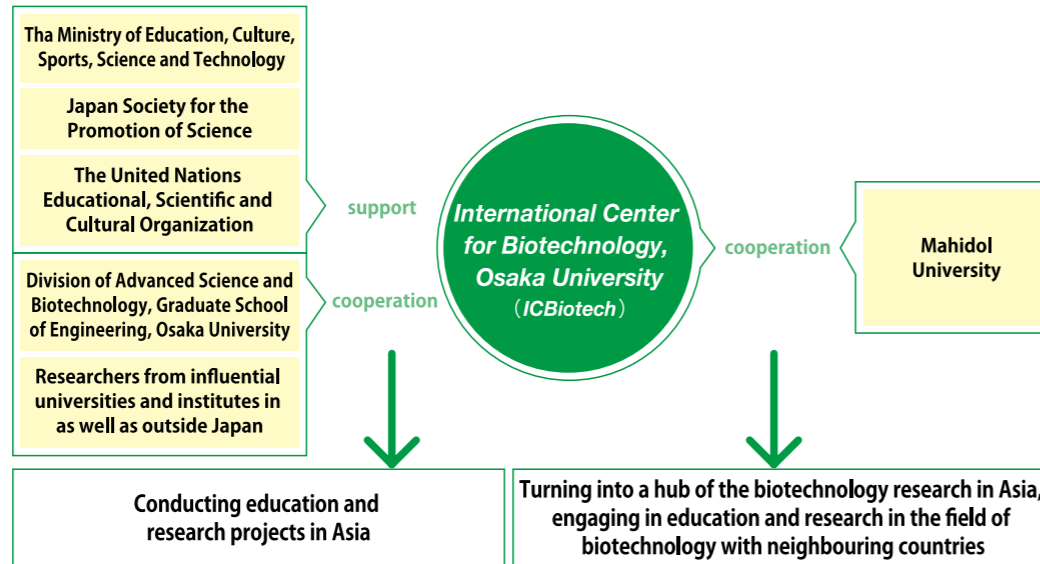 Tha Ministry of Education, Culture,
Sports, Science and Technology
Japan Society for the
Promotion of Science
The United Nations
Educational, Scientific and
Cultural Organization
support
Division of Advanced Science and
Biotechnology, Graduate School
of Engineering, Osaka University
cooperation
Researchers from influential
universities and institutes in
as well as outside Japan
International Center
for Biotechnology,
Osaka University
（ICBiotech）
cooperation
Mahidol
University
Conducting education and
research projects in Asia
Turning into a hub of the biotechnology research in Asia,
engaging in education and research in the field of
biotechnology with neighbouring countries